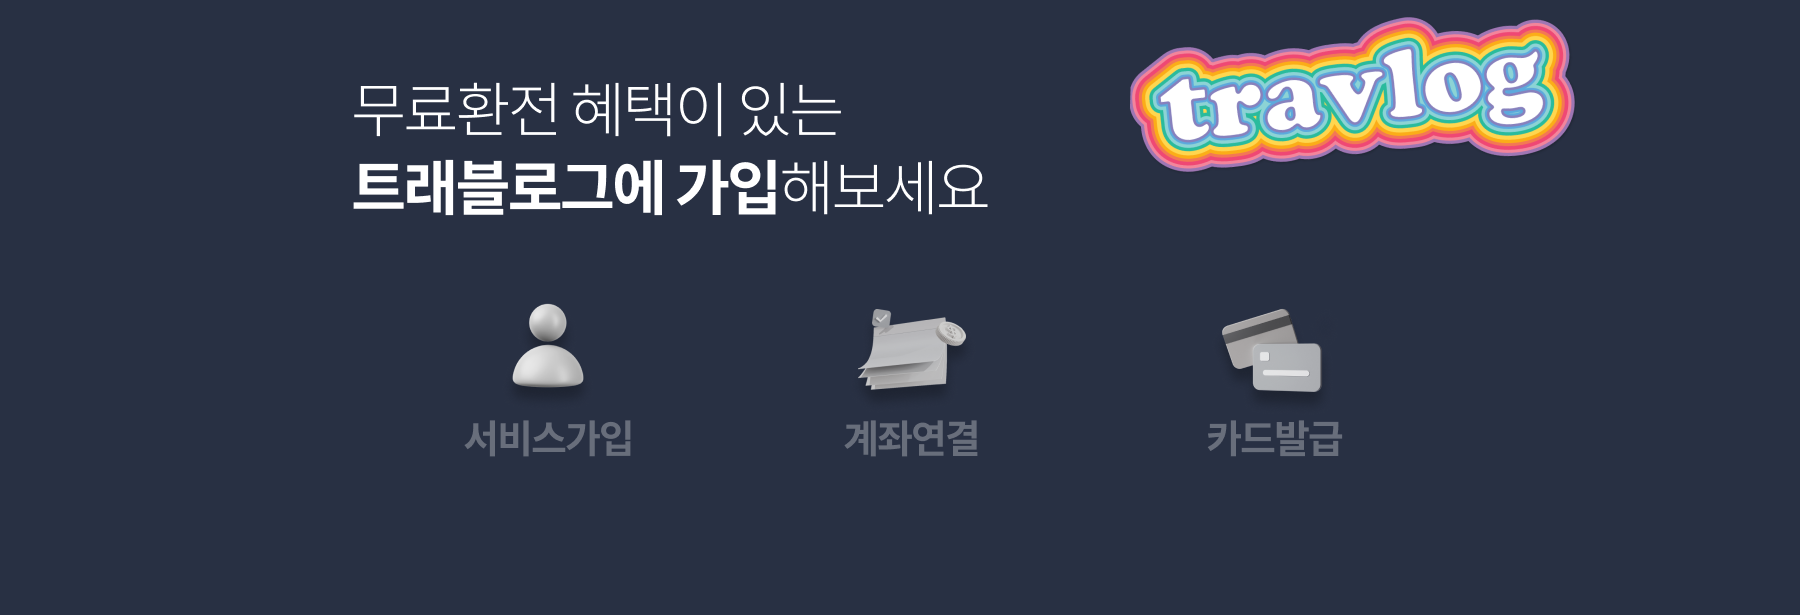 travlog
무료환전 혜택이 있는
트래블로그에 가입해보세요
서비스가입
계좌연결
카드발급